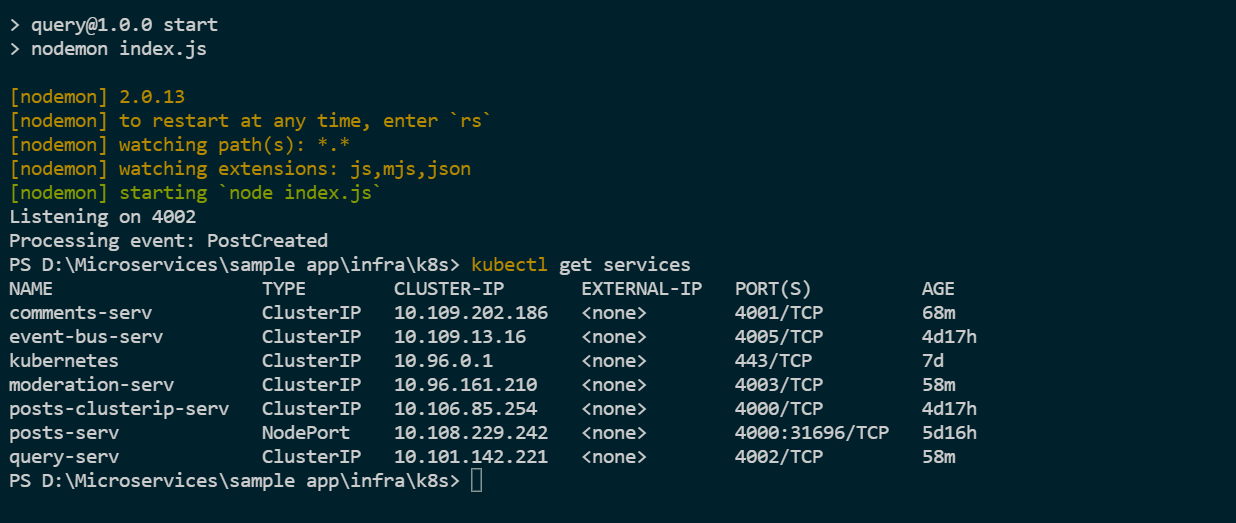 > query@1.0.0 start
> nodemon index.js
[nodemon] 2.0.13
[nodemon] to restart at any time, enter `rs`
[nodemon] watching path(s): *.*
[nodemon] watching extensions: js,mjs,json
[nodemon] starting `node index.js`
Listening on 4002
Processing event: PostCreated
PS D:\Microservices\sample app\infra\k8s> kubectl get services
NAME TYPE CLUSTER-IP EXTERNAL-IP PORT(S) AGE
comments-serv ClusterIP 10.109.202.186 <none> 4001/TCP 68m
event-bus-serv ClusterIP 10.109.13.16 <none> 4005/TCP 4d17h
kubernetes ClusterIP 10.96.0.1 <none> 443/TCP 7d
moderation-serv ClusterIP 10.96.161.210 <none> 4003/TCP 58m
posts-clusterip-serv ClusterIP 10.106.85.254 <none> 4000/TCP 4d17h
posts-serv NodePort 10.108.229.242 <none> 4000:31696/TCP 5d16h
query-serv ClusterIP 10.101.142.221 <none> 4002/TCP 58m
PS D:\Microservices\sample app\infra\k8s>